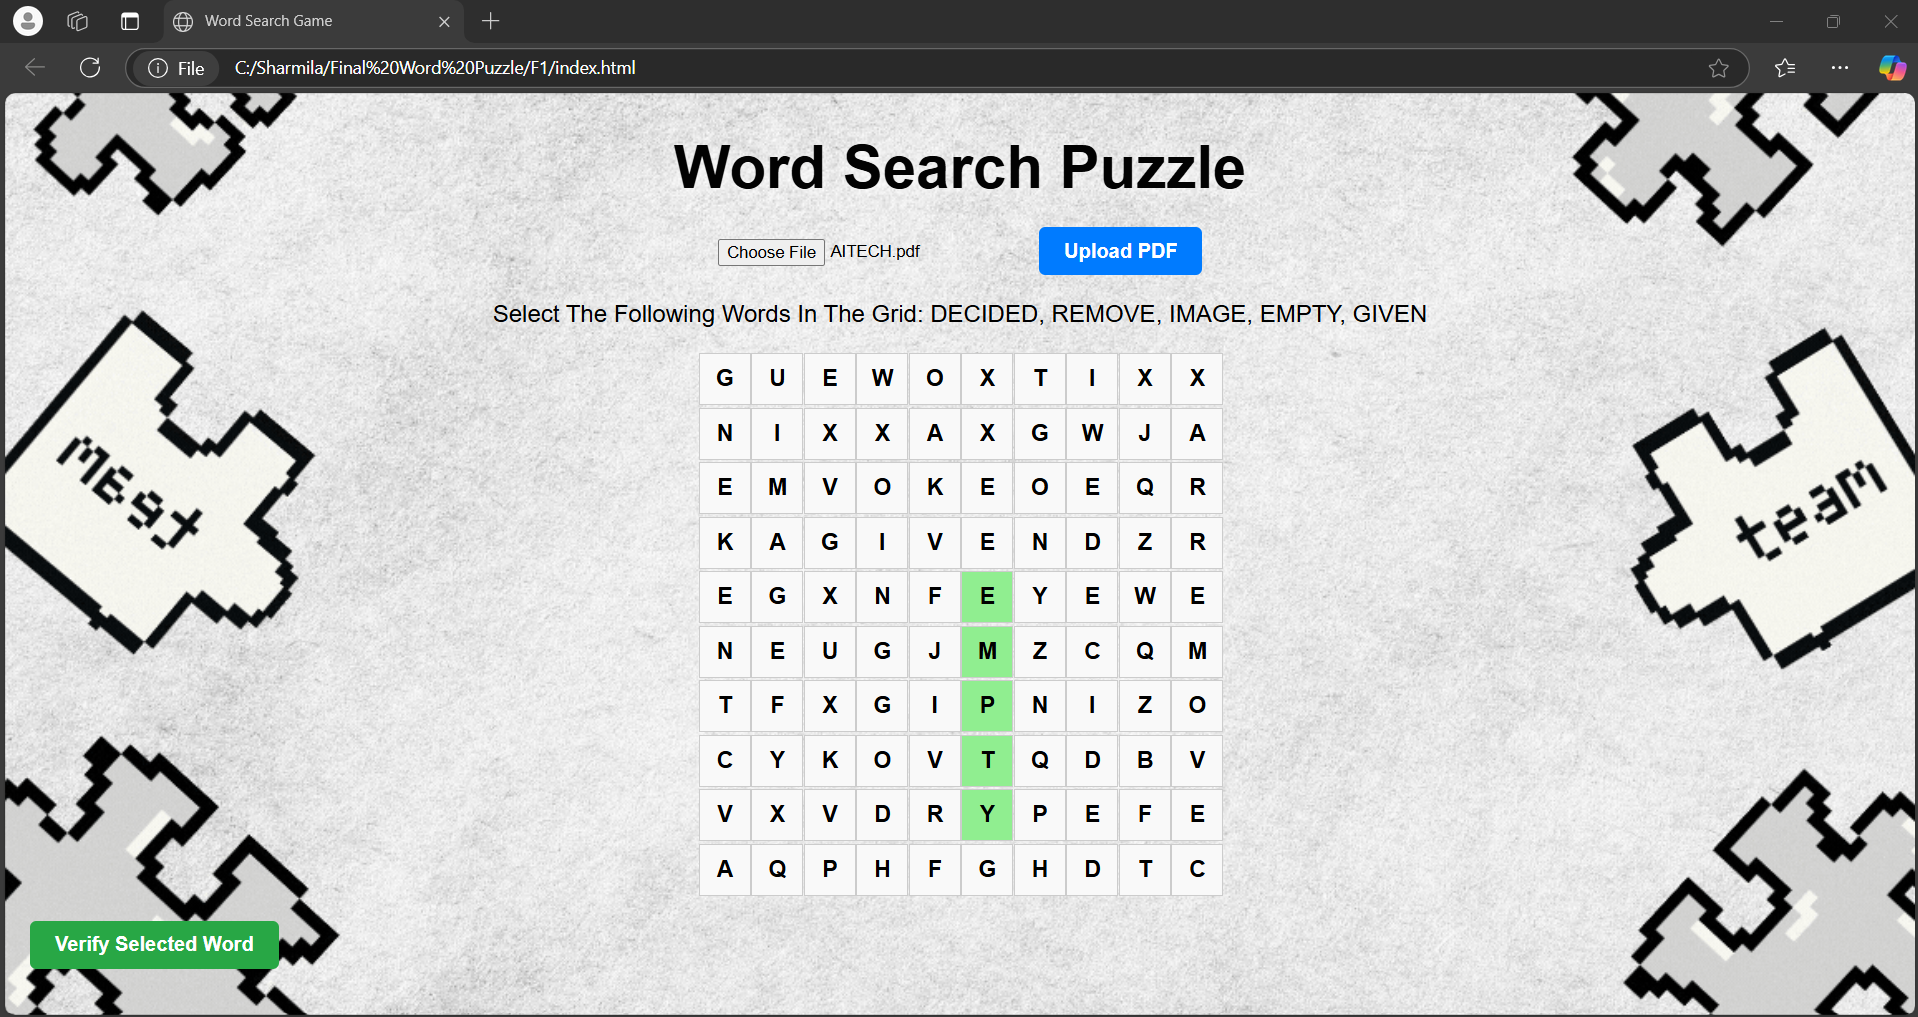 Word Search Game
File C:/Sharmila/Final%20Word%20Puzzle/F1/index.html
Word Search Puzzle
Choose File AITECH.pdf Upload PDF
Select The Following Words In The Grid: DECIDED, REMOVE, IMAGE, EMPTY, GIVEN
G U E W O X T I X X
N I X X A X G W J A
E M V O K E O E Q R
K A G I V E N D Z R
E G X N F E Y E W E
N E U G J M Z C Q M
T F X G I P N I Z O
C Y K O V T Q D B V
V X V D R Y P E F E
A Q P H F G H D T C
Meet
team
Verify Selected Word